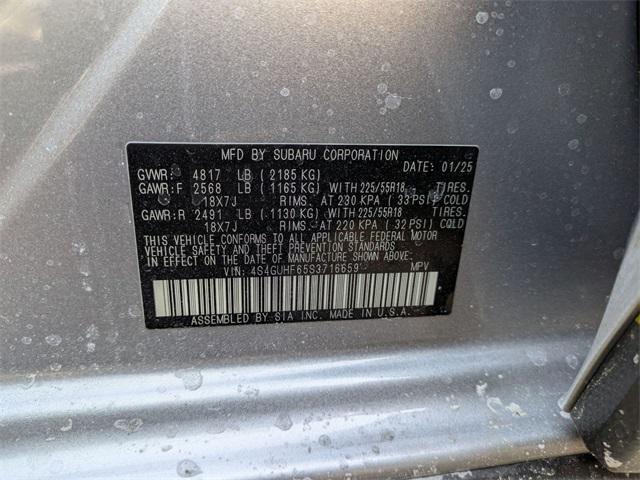 MFD BY SUBARU CORPORATION
GVWR: 4817 LB (2185 KG) DATE: 01/25
GAWR:F 2568 LB (1165 KG) WITH 225/55R18 TIRES.
18X7J RIMS. AT 230 KPA (33 PSI) COLD
GAWR:R 2491 LB (1130 KG) WITH 225/55R18 TIRES.
18X7J RIMS. AT 220 KPA (32 PSI) COLD
THIS VEHICLE CONFORMS TO ALL APPLICABLE FEDERAL MOTOR
VEHICLE SAFETY AND THEFT PREVENTION STANDARDS
IN EFFECT ON THE DATE OF MANUFACTURE SHOWN ABOVE.
VIN: 4S4GUHF65S3716659 MPV
ASSEMBLED BY SIA INC. MADE IN U.S.A.